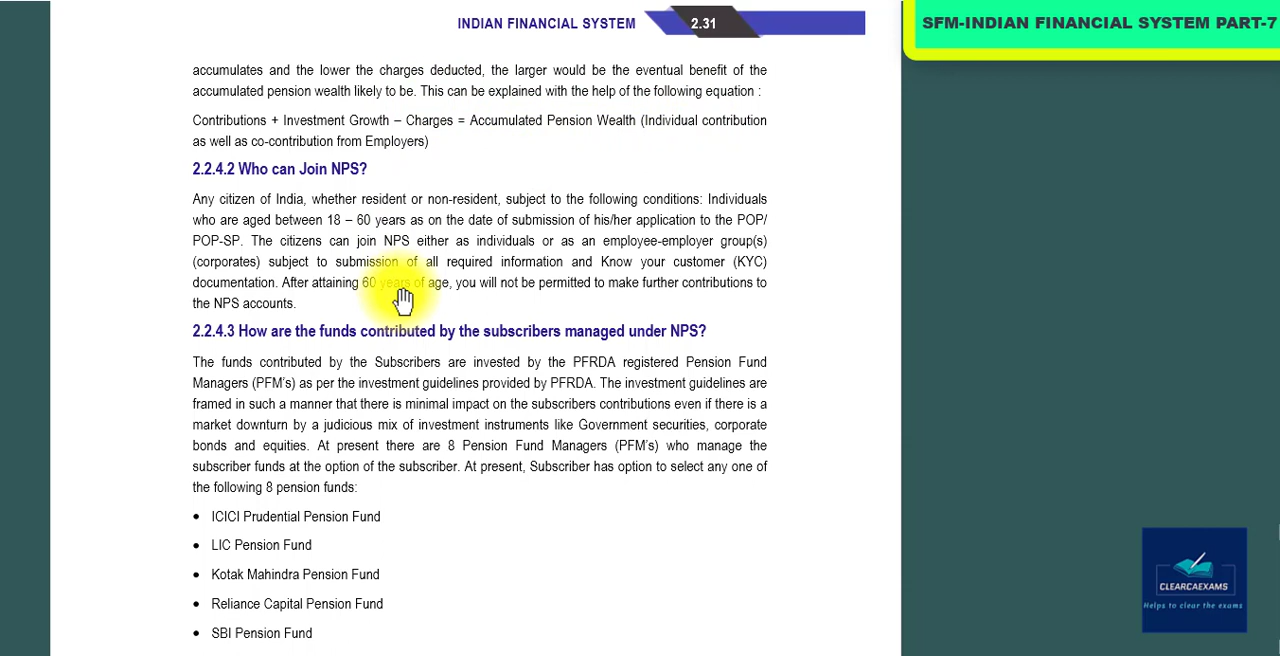 INDIAN FINANCIAL SYSTEM
2.31
SFM-INDIAN FINANCIAL SYSTEM PART-7
accumulates and the lower the charges deducted, the larger would be the eventual benefit of the
accumulated pension wealth likely to be. This can be explained with the help of the following equation :
Contributions + Investment Growth – Charges = Accumulated Pension Wealth (Individual contribution
as well as co-contribution from Employers)
2.2.4.2 Who can Join NPS?
Any citizen of India, whether resident or non-resident, subject to the following conditions: Individuals
who are aged between 18 – 60 years as on the date of submission of his/her application to the POP/
POP-SP. The citizens can join NPS either as individuals or as an employee-employer group(s)
(corporates) subject to submission of all required information and Know your customer (KYC)
documentation. After attaining 60 years of age, you will not be permitted to make further contributions to
the NPS accounts.
2.2.4.3 How are the funds contributed by the subscribers managed under NPS?
The funds contributed by the Subscribers are invested by the PFRDA registered Pension Fund
Managers (PFM's) as per the investment guidelines provided by PFRDA. The investment guidelines are
framed in such a manner that there is minimal impact on the subscribers contributions even if there is a
market downturn by a judicious mix of investment instruments like Government securities, corporate
bonds and equities. At present there are 8 Pension Fund Managers (PFM's) who manage the
subscriber funds at the option of the subscriber. At present, Subscriber has option to select any one of
the following 8 pension funds:
• ICICI Prudential Pension Fund
• LIC Pension Fund
• Kotak Mahindra Pension Fund
• Reliance Capital Pension Fund
• SBI Pension Fund
CLEARCAEXAMS
Helps to clear the exams